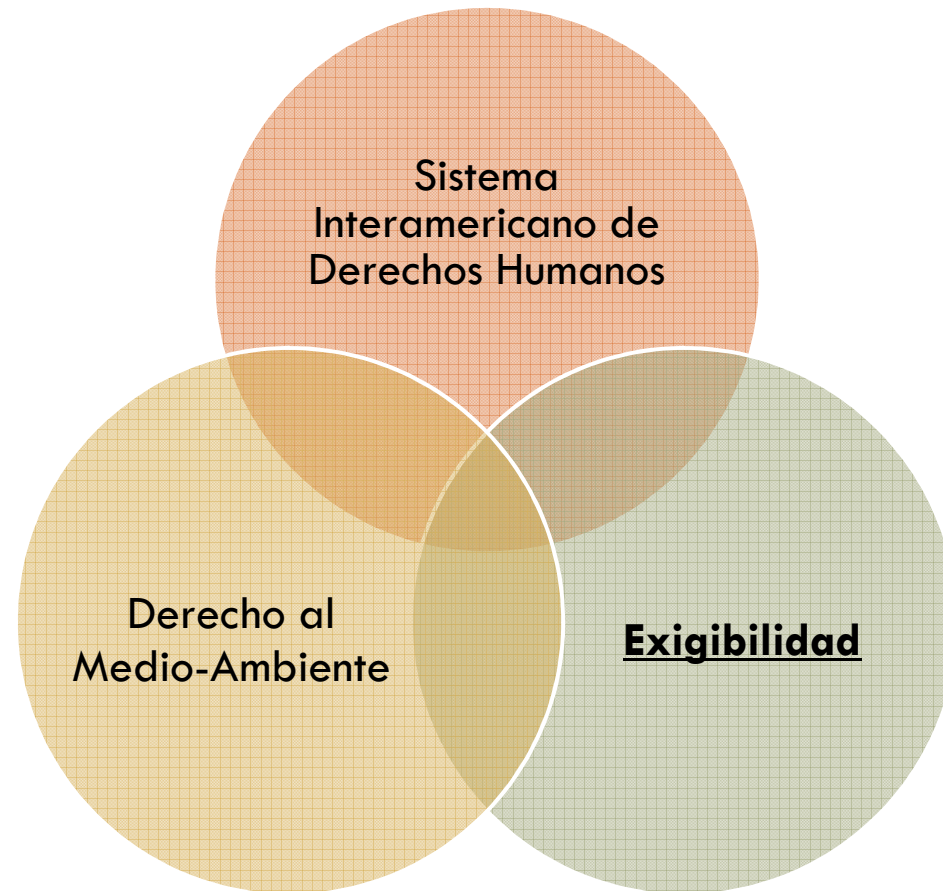 Sistema
Interamericano de
Derechos Humanos
Derecho al
Medio-Ambiente
Exigibilidad